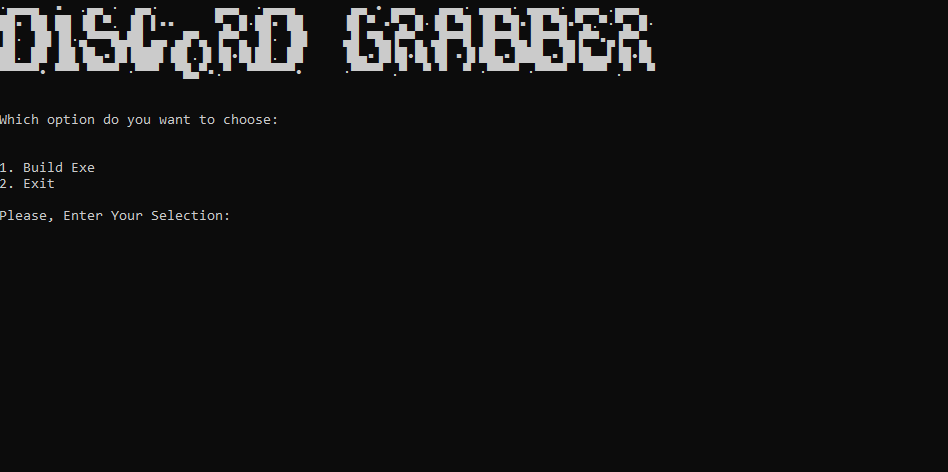 DISCORD GRABBER
Which option do you want to choose:
1. Build Exe
2. Exit
Please, Enter Your Selection: